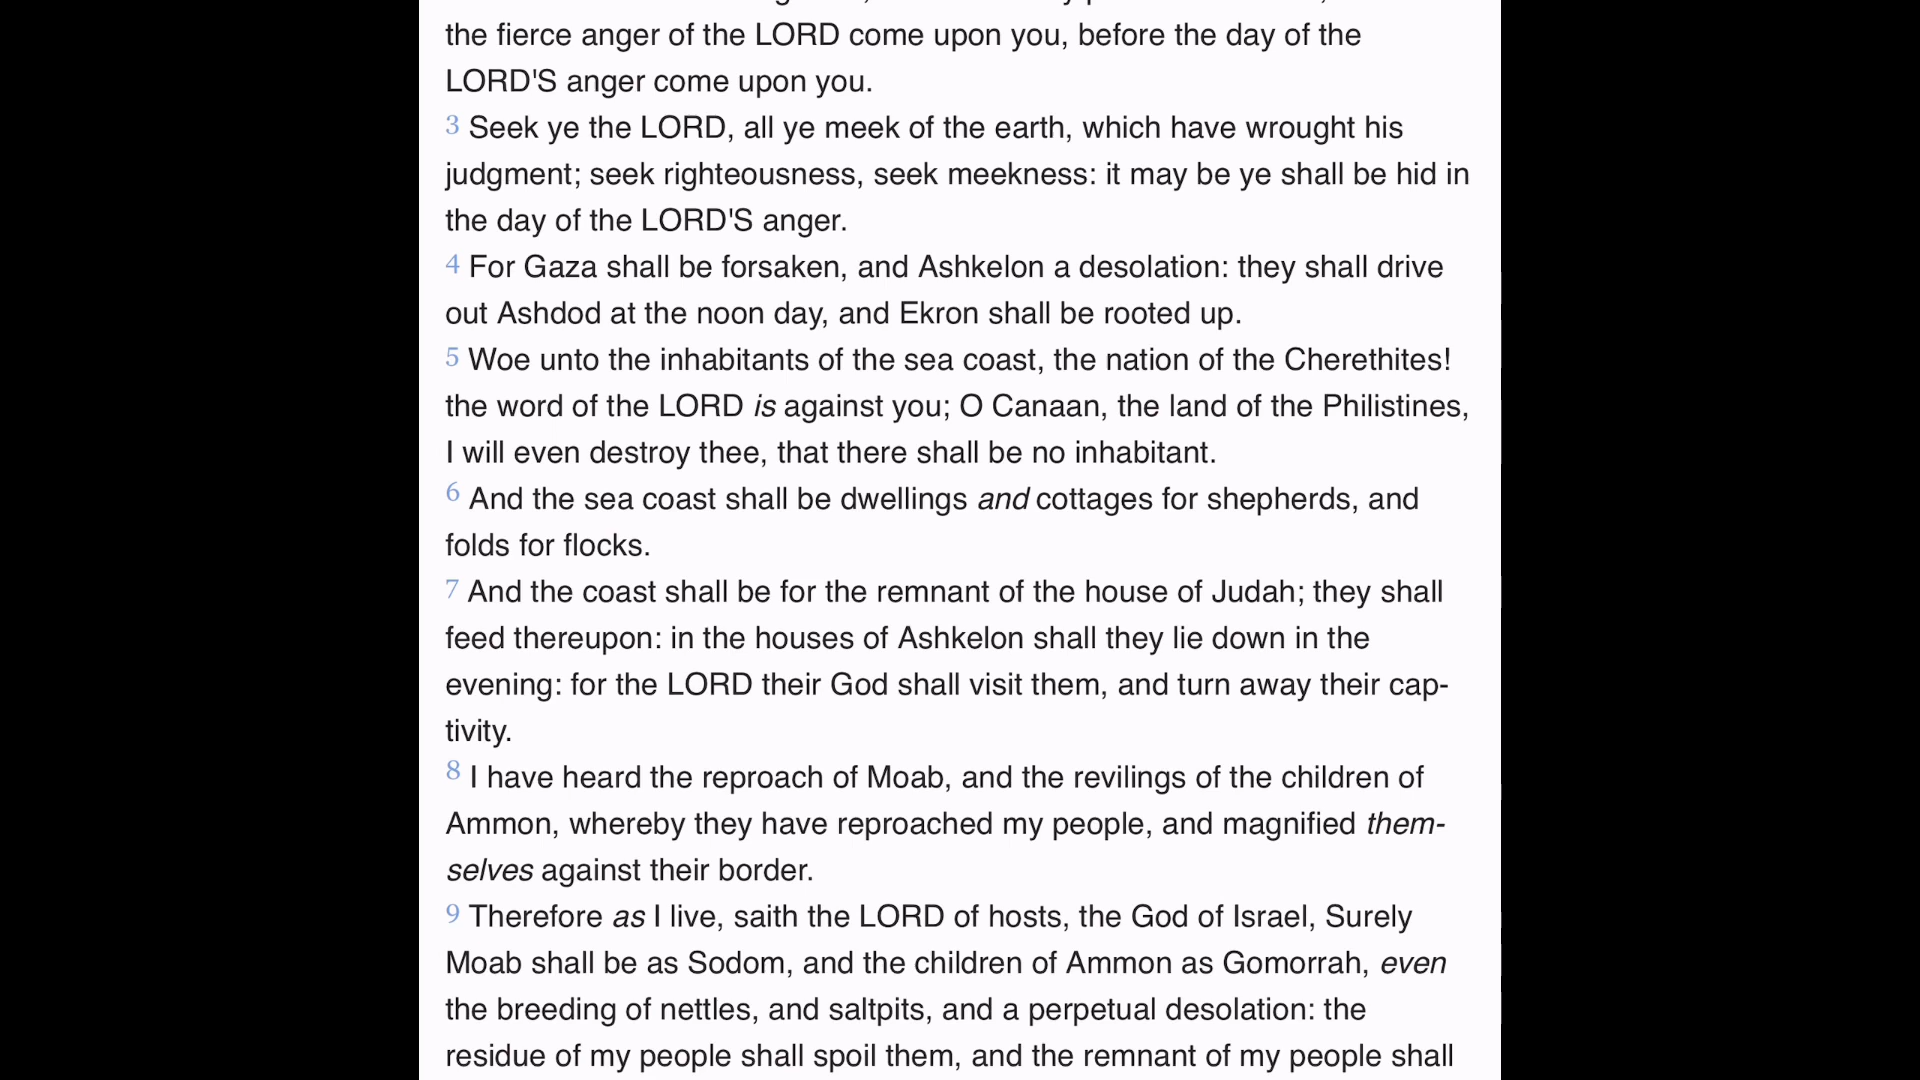 the fierce anger of the LORD come upon you, before the day of the
LORD'S anger come upon you.
3 Seek ye the LORD, all ye meek of the earth, which have wrought his
judgment; seek righteousness, seek meekness: it may be ye shall be hid in
the day of the LORD'S anger.
4 For Gaza shall be forsaken, and Ashkelon a desolation: they shall drive
out Ashdod at the noon day, and Ekron shall be rooted up.
5 Woe unto the inhabitants of the sea coast, the nation of the Cherethites!
the word of the LORD is against you; O Canaan, the land of the Philistines,
I will even destroy thee, that there shall be no inhabitant.
6 And the sea coast shall be dwellings and cottages for shepherds, and
folds for flocks.
7 And the coast shall be for the remnant of the house of Judah; they shall
feed thereupon: in the houses of Ashkelon shall they lie down in the
evening: for the LORD their God shall visit them, and turn away their cap-
tivity.
8 I have heard the reproach of Moab, and the revilings of the children of
Ammon, whereby they have reproached my people, and magnified them-
selves against their border.
9 Therefore as I live, saith the LORD of hosts, the God of Israel, Surely
Moab shall be as Sodom, and the children of Ammon as Gomorrah, even
the breeding of nettles, and saltpits, and a perpetual desolation: the
residue of my people shall spoil them, and the remnant of my people shall